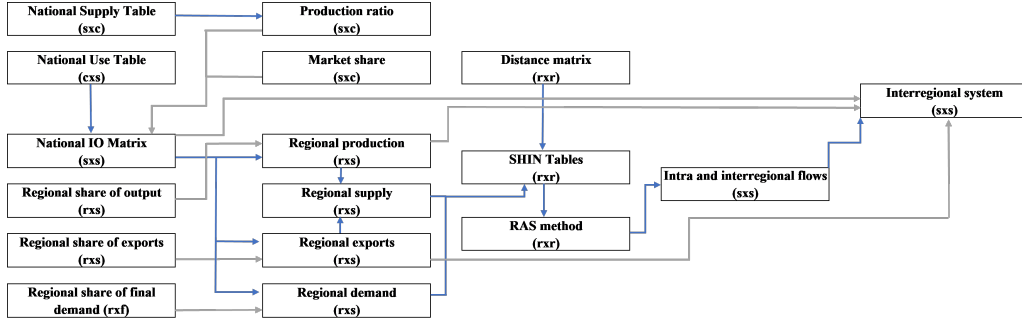 National Supply Table
(sxc)
Production ratio
(sxc)
National Use Table
(cxs)
Market share
(sxc)
Distance matrix
(rxr)
Interregional system
(sxs)
National IO Matrix
(sxs)
Regional production
(rxs)
SHIN Tables
(rxr)
Intra and interregional flows
(sxs)
Regional share of output
(rxs)
Regional supply
(rxs)
RAS method
(rxr)
Regional share of exports
(rxs)
Regional exports
(rxs)
Regional share of final
demand (rxf)
Regional demand
(rxs)